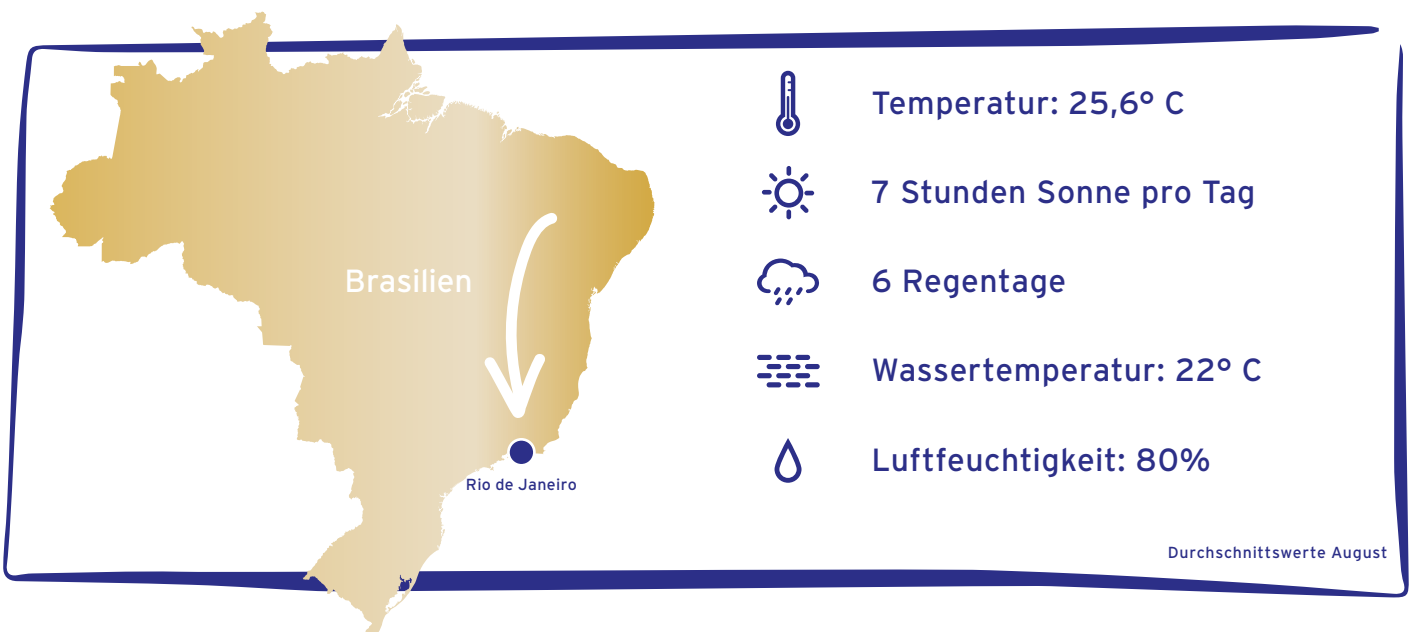 Brasilien
Rio de Janeiro
Temperatur: 25,6° C
7 Stunden Sonne pro Tag
6 Regentage
Wassertemperatur: 22° C
Luftfeuchtigkeit: 80%
Durchschnittswerte August